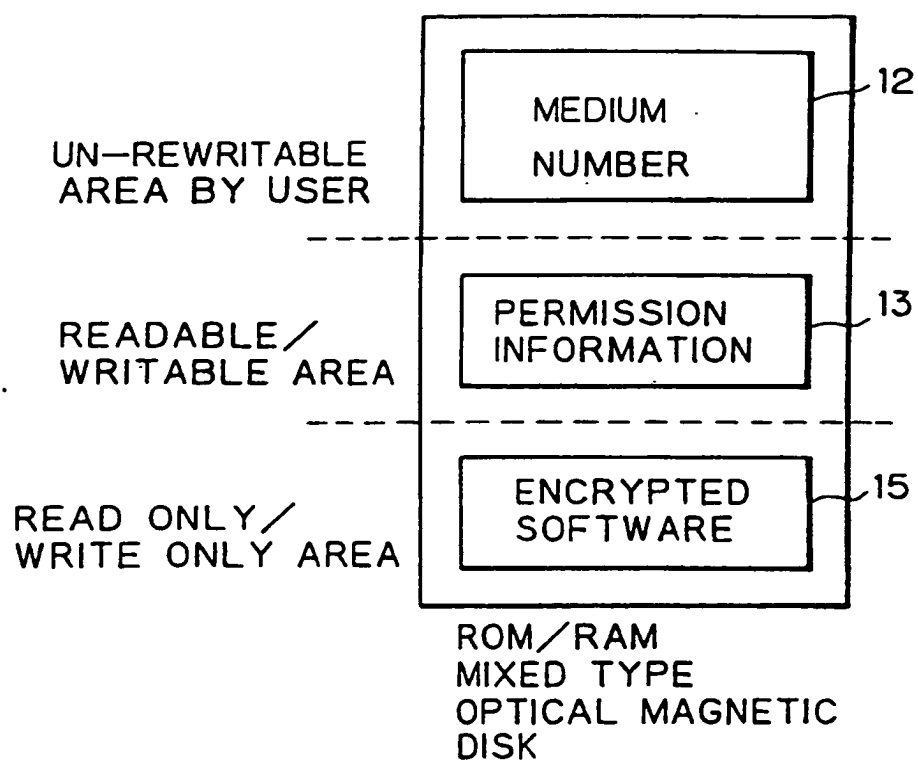 12
MEDIUM
NUMBER
UN-REWRITABLE
AREA BY USER
13
PERMISSION
INFORMATION
READABLE/
WRITABLE AREA
15
ENCRYPTED
SOFTWARE
READ ONLY/
WRITE ONLY AREA
ROM/RAM
MIXED TYPE
OPTICAL MAGNETIC
DISK